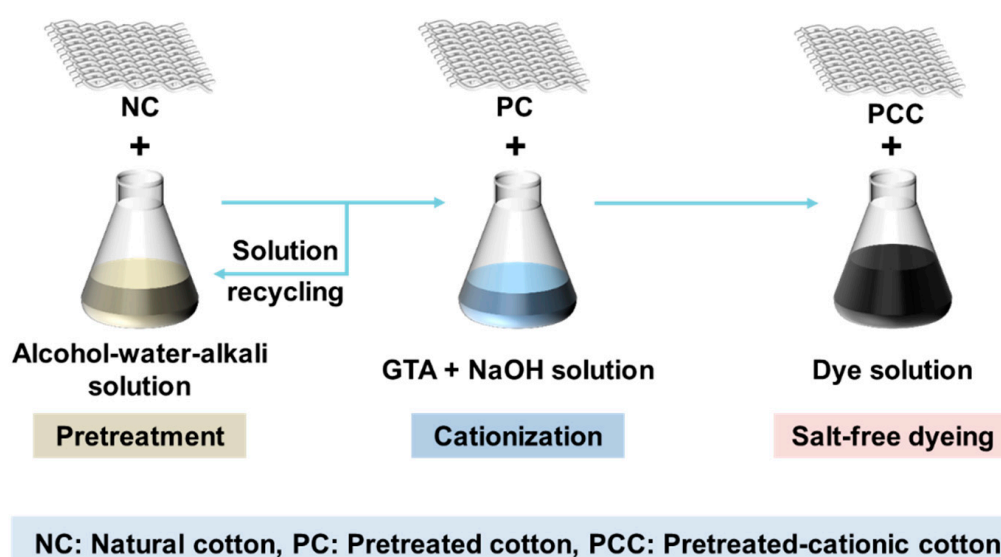 NC
PC
PCC
+
+
+
Solution
recycling
Alcohol-water-alkali
solution
GTA + NaOH solution
Dye solution
Pretreatment
Cationization
Salt-free dyeing
NC: Natural cotton, PC: Pretreated cotton, PCC: Pretreated-cationic cotton